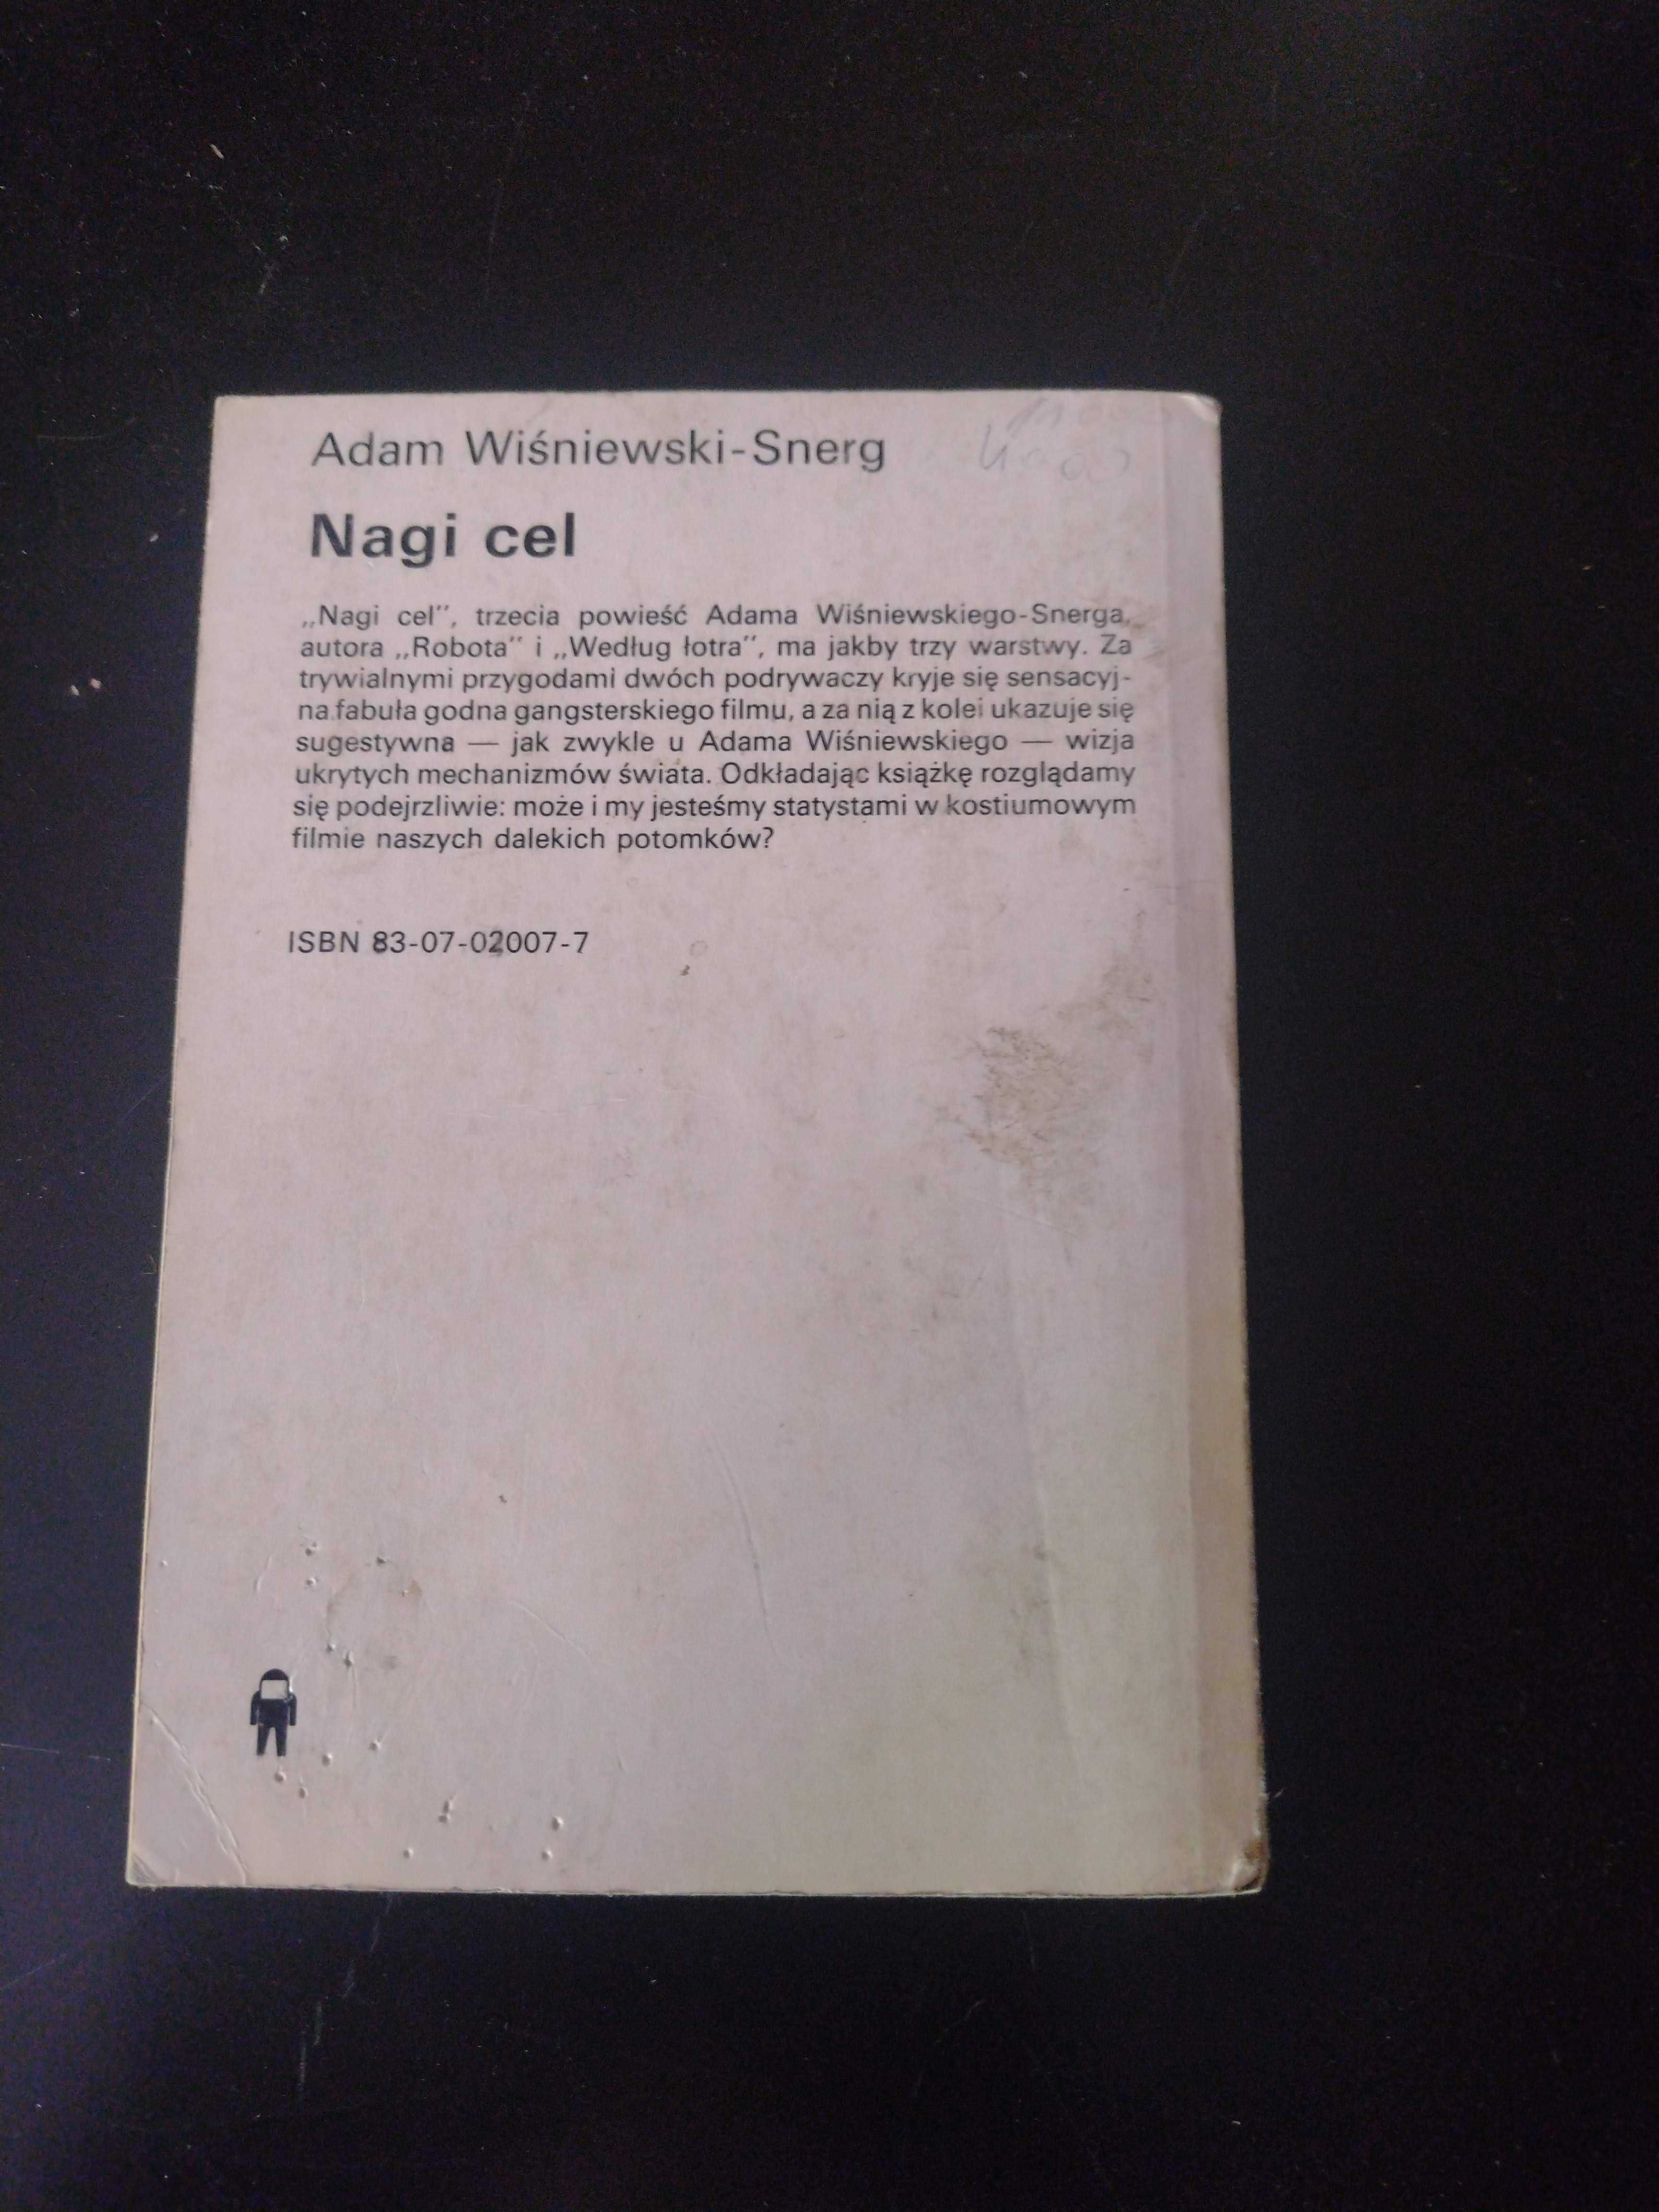 Adam Wiśniewski-Snerg
Nagi cel
„Nagi cel”, trzecia powieść Adama Wiśniewskiego-Snerga,
autora „Robota” i „Według łotra”, ma jakby trzy warstwy. Za
trywialnymi przygodami dwóch podrywaczy kryje się sensacyj-
na fabuła godna gangsterskiego filmu, a za nią z kolei ukazuje się
sugestywna — jak zwykle u Adama Wiśniewskiego — wizja
ukrytych mechanizmów świata. Odkładając książkę rozglądamy
się podejrzliwie: może i my jesteśmy statystami w kostiumowym
filmie naszych dalekich potomków?
ISBN 83-07-02007-7